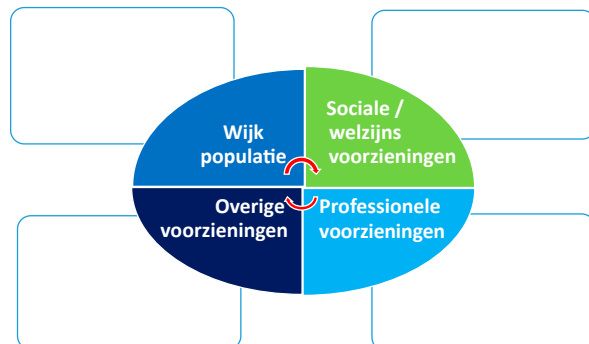 Wijk
populatie
Sociale /
welzijns
voorzieningen
Overige
voorzieningen
Professionele
voorzieningen